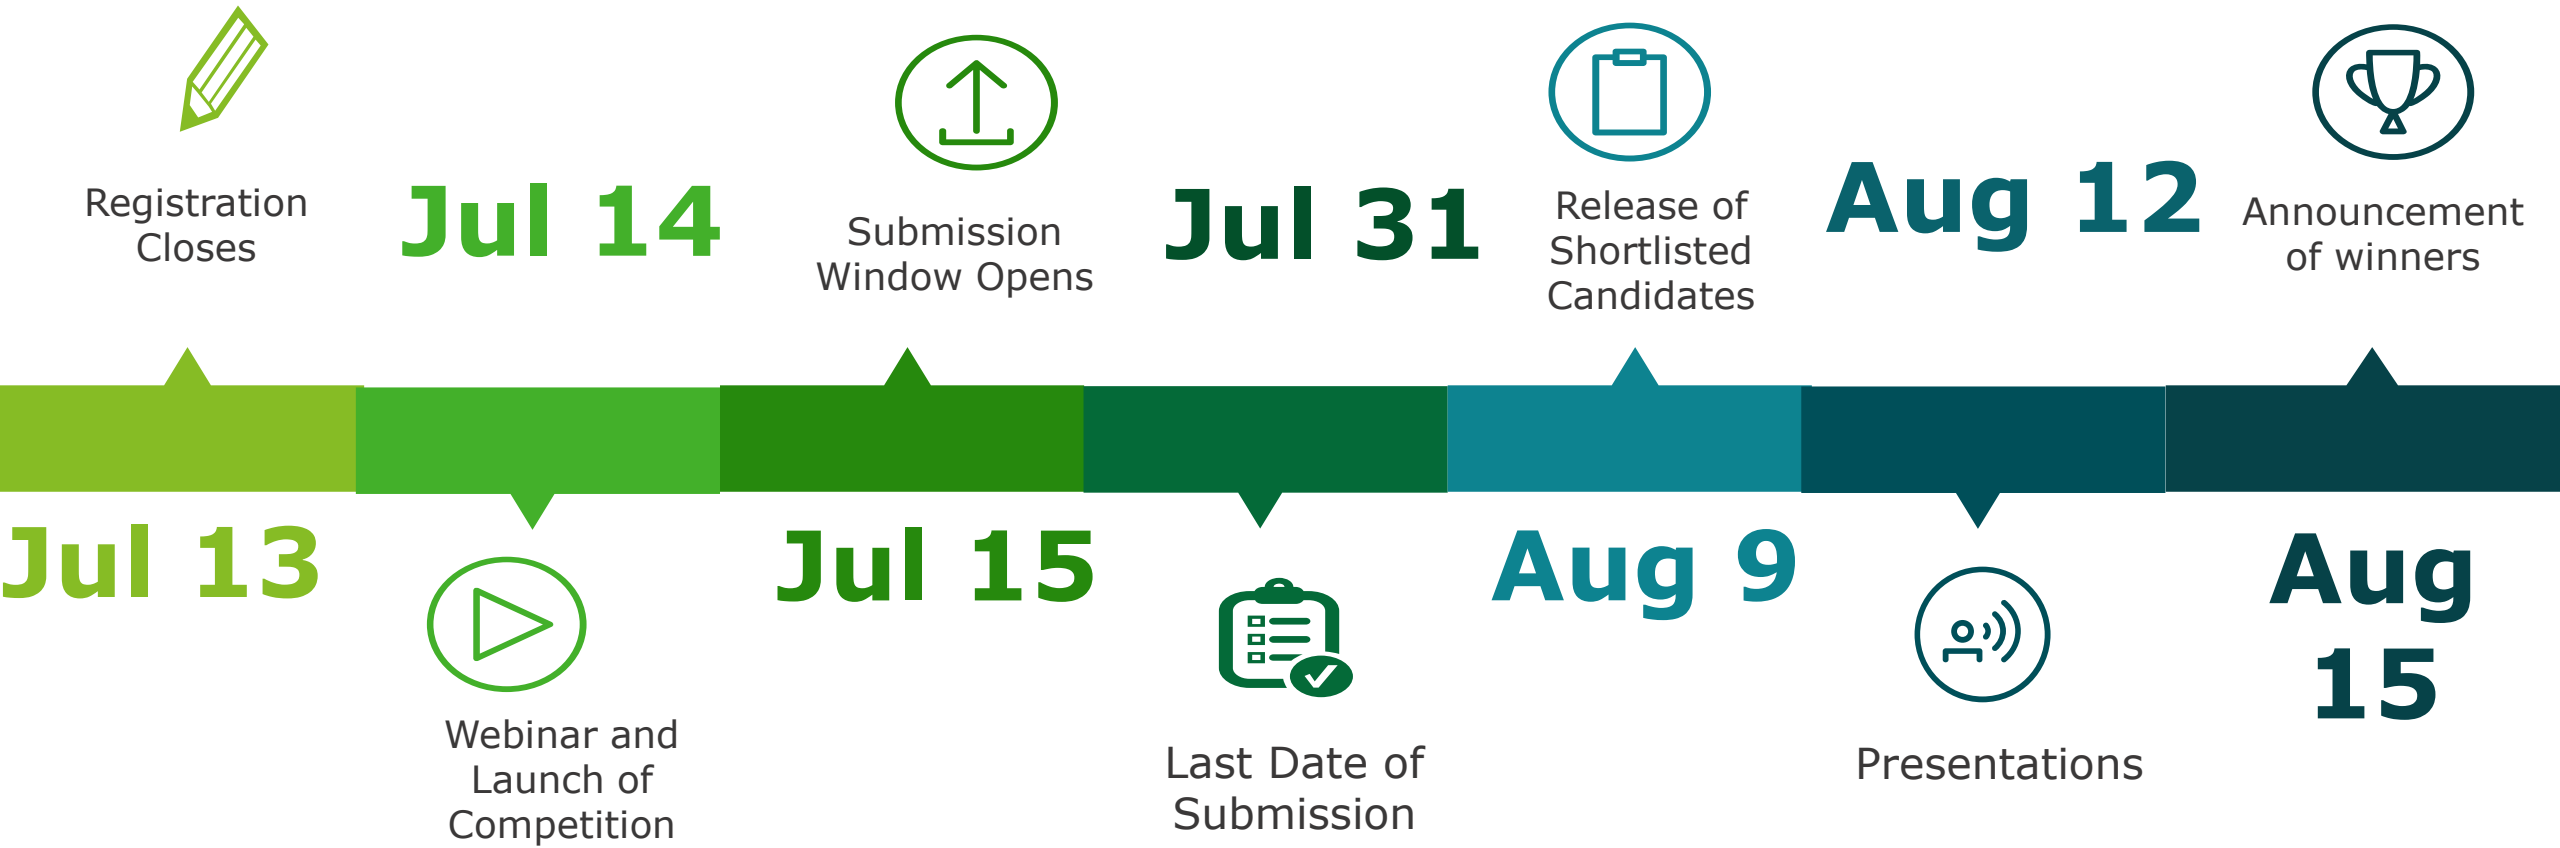 Registration
Closes
Jul 13
Jul 14
Webinar and
Launch of
Competition
Submission
Window Opens
Jul 15
Jul 31
Last Date of
Submission
Release of
Shortlisted
Candidates
Aug 9
Aug 12
Presentations
Announcement
of winners
Aug
15